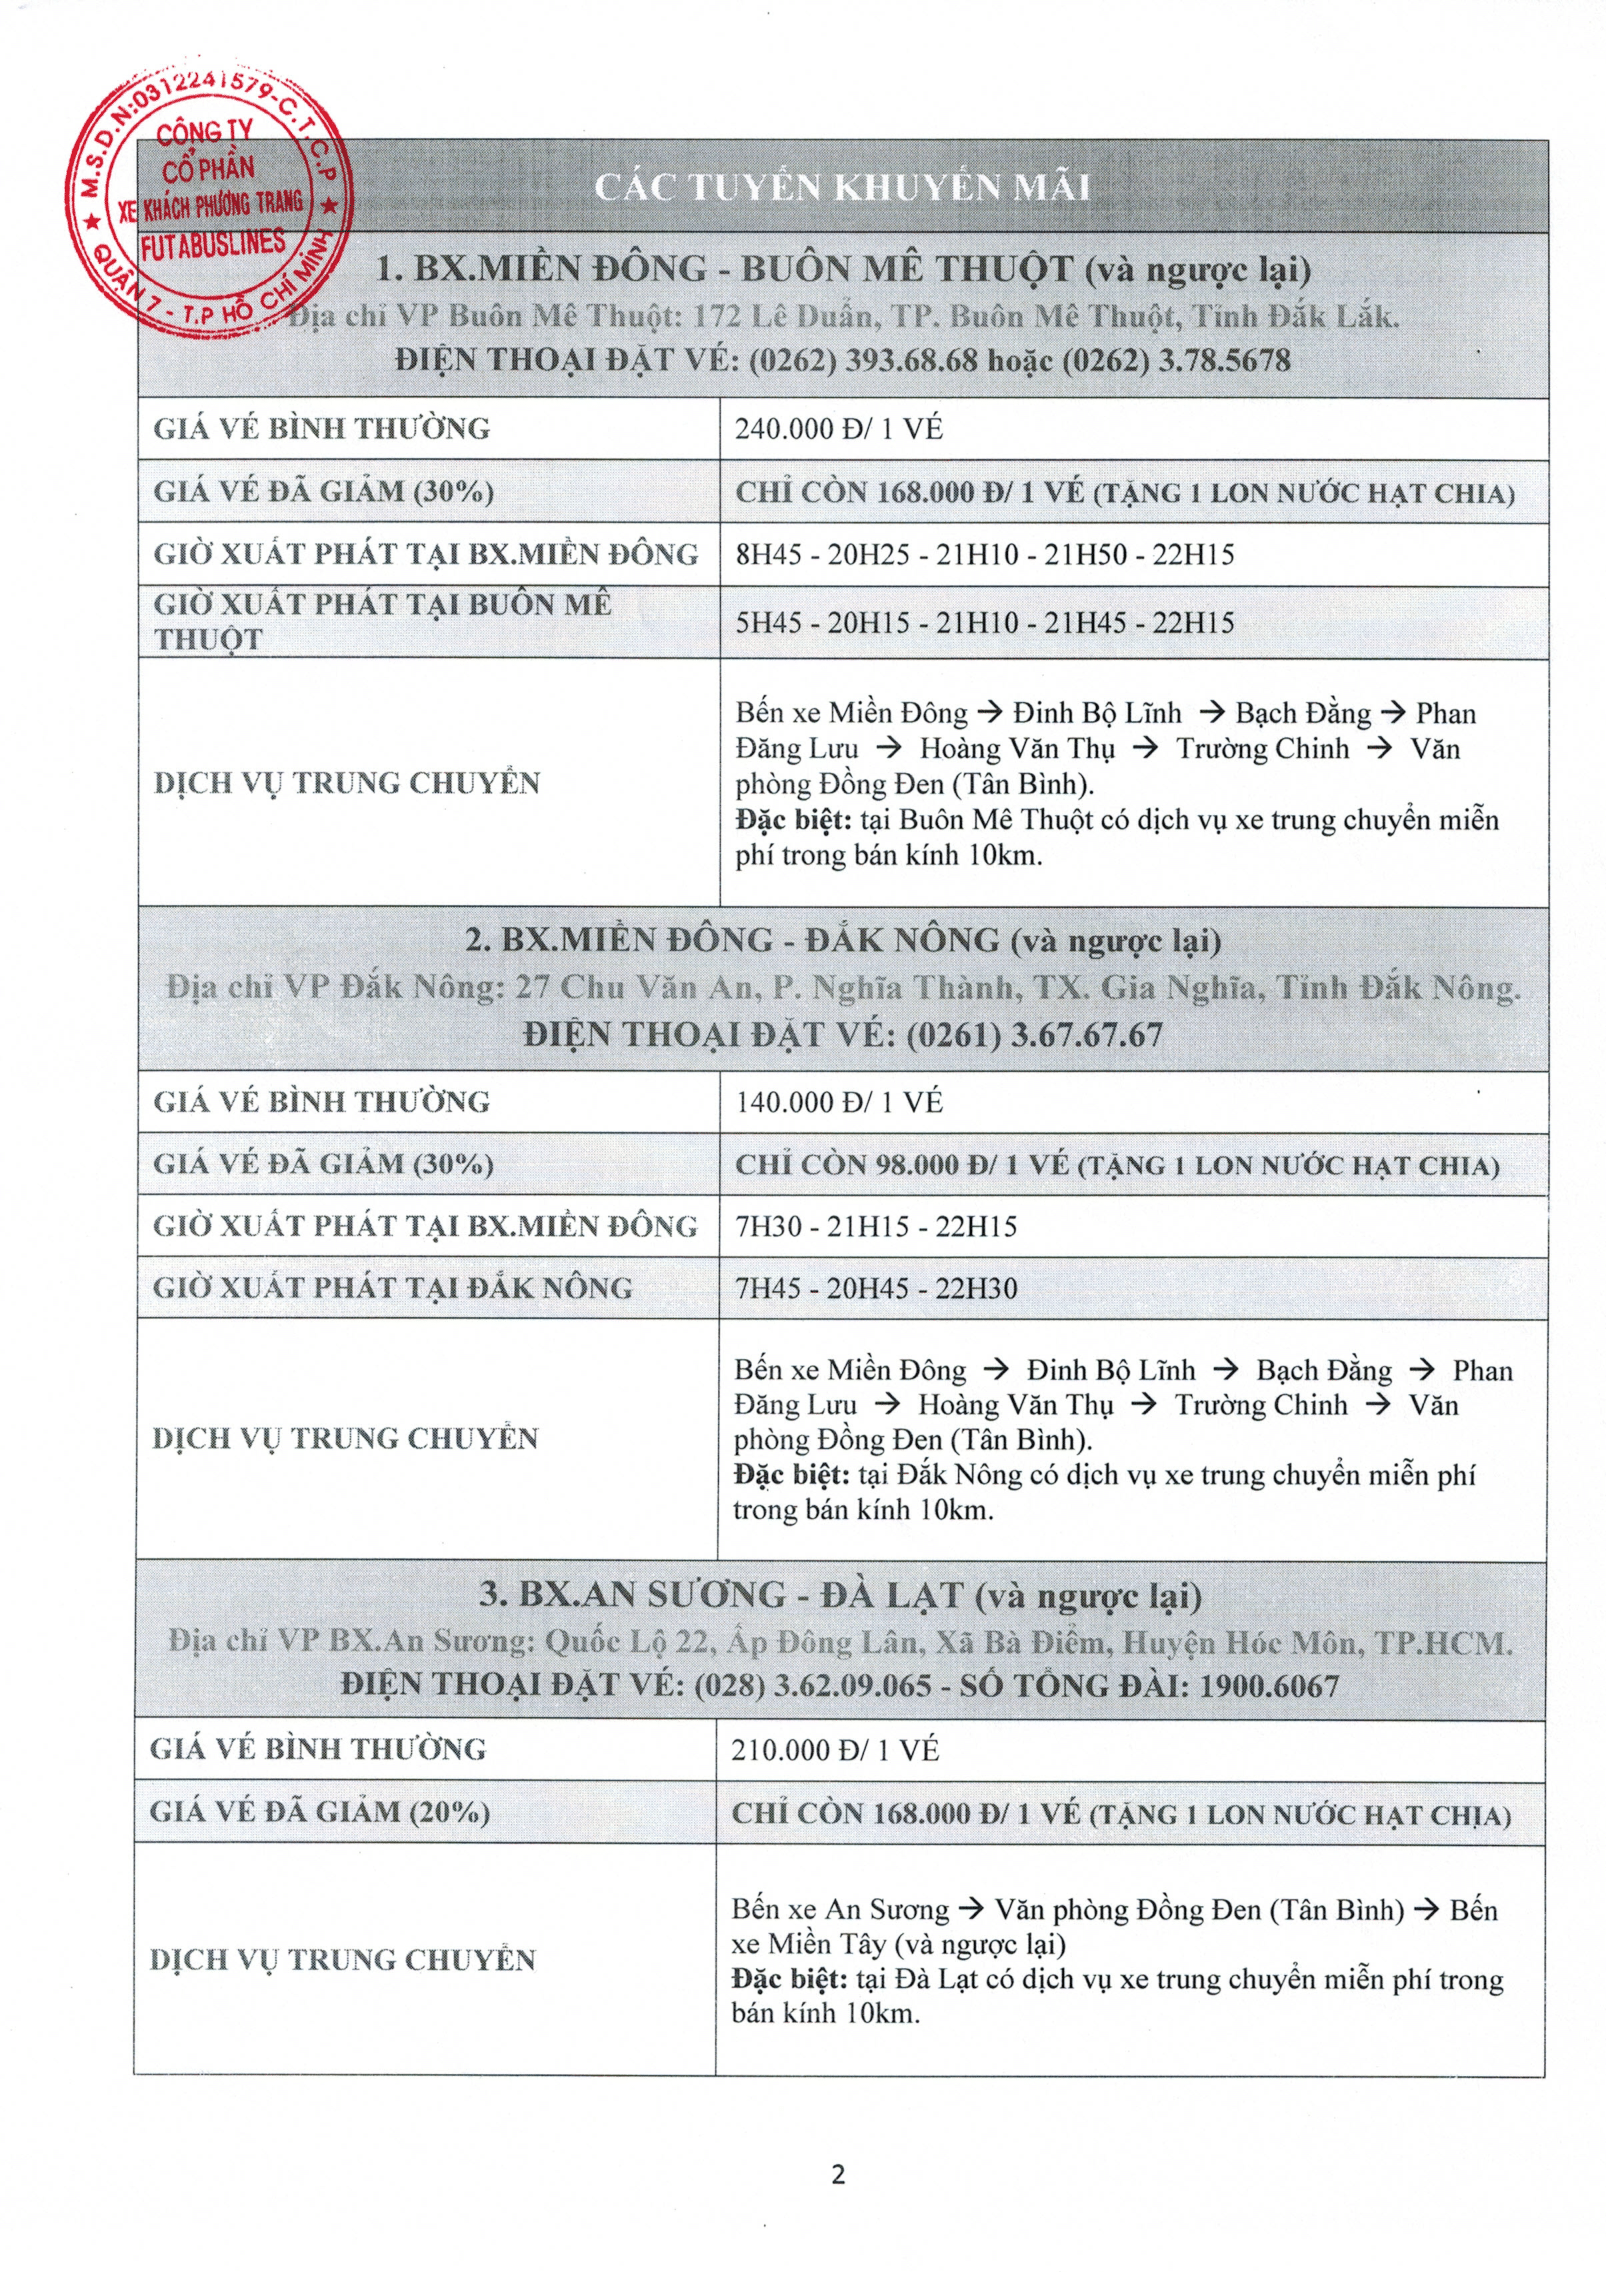 M.S.D.N:0312241579-C.T.C.P
CÔNG TY
CỔ PHẦN
XE KHÁCH PHƯƠNG TRANG
FUTABUSLINES
QUẬN 7 - T.P HỒ CHÍ MINH
CÁC TUYẾN KHUYẾN MÃI
1. BX.MIỀN ĐÔNG - BUÔN MÊ THUỘT (và ngược lại)
Địa chỉ VP Buôn Mê Thuột: 172 Lê Duẩn, TP. Buôn Mê Thuột, Tỉnh Đắk Lắk.
ĐIỆN THOẠI ĐẶT VÉ: (0262) 393.68.68 hoặc (0262) 3.78.5678
GIÁ VÉ BÌNH THƯỜNG
240.000 Đ/ 1 VÉ
GIÁ VÉ ĐÃ GIẢM (30%)
CHỈ CÒN 168.000 Đ/ 1 VÉ (TẶNG 1 LON NƯỚC HẠT CHIA)
GIỜ XUẤT PHÁT TẠI BX.MIỀN ĐÔNG
8H45 - 20H25 - 21H10 - 21H50 - 22H15
GIỜ XUẤT PHÁT TẠI BUÔN MÊ
THUỘT
5H45 - 20H15 - 21H10 - 21H45 - 22H15
DỊCH VỤ TRUNG CHUYỂN
Bến xe Miền Đông → Đinh Bộ Lĩnh → Bạch Đằng → Phan
Đăng Lưu → Hoàng Văn Thụ → Trường Chinh → Văn
phòng Đồng Đen (Tân Bình).
Đặc biệt: tại Buôn Mê Thuột có dịch vụ xe trung chuyển miễn
phí trong bán kính 10km.
2. BX.MIỀN ĐÔNG - ĐẮK NÔNG (và ngược lại)
Địa chỉ VP Đắk Nông: 27 Chu Văn An, P. Nghĩa Thành, TX. Gia Nghĩa, Tỉnh Đắk Nông.
ĐIỆN THOẠI ĐẶT VÉ: (0261) 3.67.67.67
GIÁ VÉ BÌNH THƯỜNG
140.000 Đ/ 1 VÉ
GIÁ VÉ ĐÃ GIẢM (30%)
CHỈ CÒN 98.000 Đ/ 1 VÉ (TẶNG 1 LON NƯỚC HẠT CHIA)
GIỜ XUẤT PHÁT TẠI BX.MIỀN ĐÔNG
7H30 - 21H15 - 22H15
GIỜ XUẤT PHÁT TẠI ĐẮK NÔNG
7H45 - 20H45 - 22H30
DỊCH VỤ TRUNG CHUYỂN
Bến xe Miền Đông → Đinh Bộ Lĩnh → Bạch Đằng → Phan
Đăng Lưu → Hoàng Văn Thụ → Trường Chinh → Văn
phòng Đồng Đen (Tân Bình).
Đặc biệt: tại Đắk Nông có dịch vụ xe trung chuyển miễn phí
trong bán kính 10km.
3. BX.AN SƯƠNG - ĐÀ LẠT (và ngược lại)
Địa chỉ VP BX.An Sương: Quốc Lộ 22, Ấp Đông Lân, Xã Bà Điểm, Huyện Hóc Môn, TP.HCM.
ĐIỆN THOẠI ĐẶT VÉ: (028) 3.62.09.065 - SỐ TỔNG ĐÀI: 1900.6067
GIÁ VÉ BÌNH THƯỜNG
210.000 Đ/ 1 VÉ
GIÁ VÉ ĐÃ GIẢM (20%)
CHỈ CÒN 168.000 Đ/ 1 VÉ (TẶNG 1 LON NƯỚC HẠT CHỊA)
DỊCH VỤ TRUNG CHUYỂN
Bến xe An Sương → Văn phòng Đồng Đen (Tân Bình) → Bến
xe Miền Tây (và ngược lại)
Đặc biệt: tại Đà Lạt có dịch vụ xe trung chuyển miễn phí trong
bán kính 10km.
2